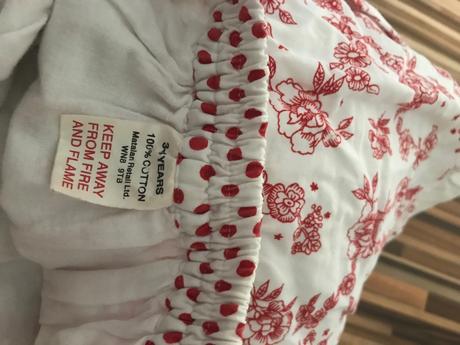 3-4 YEARS
100% COTTON
Matalan Retail Ltd.
WN8 9TB
KEEP AWAY
FROM FIRE
AND FLAME